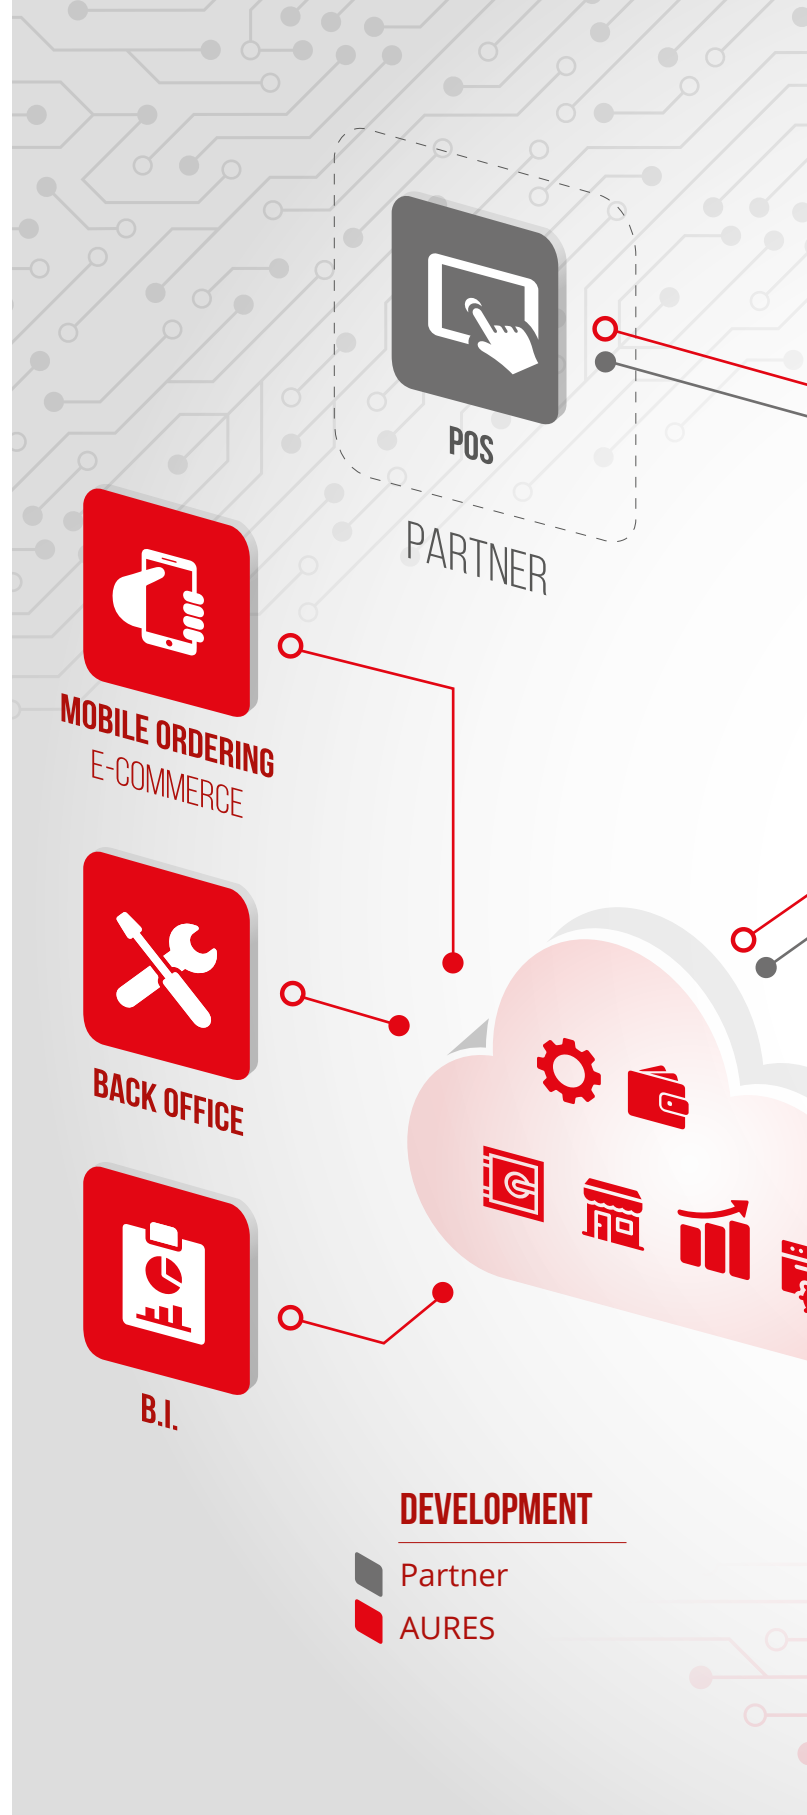 POS
PARTNER
MOBILE ORDERING
E-COMMERCE
BACK OFFICE
B.I.
DEVELOPMENT
Partner
AURES